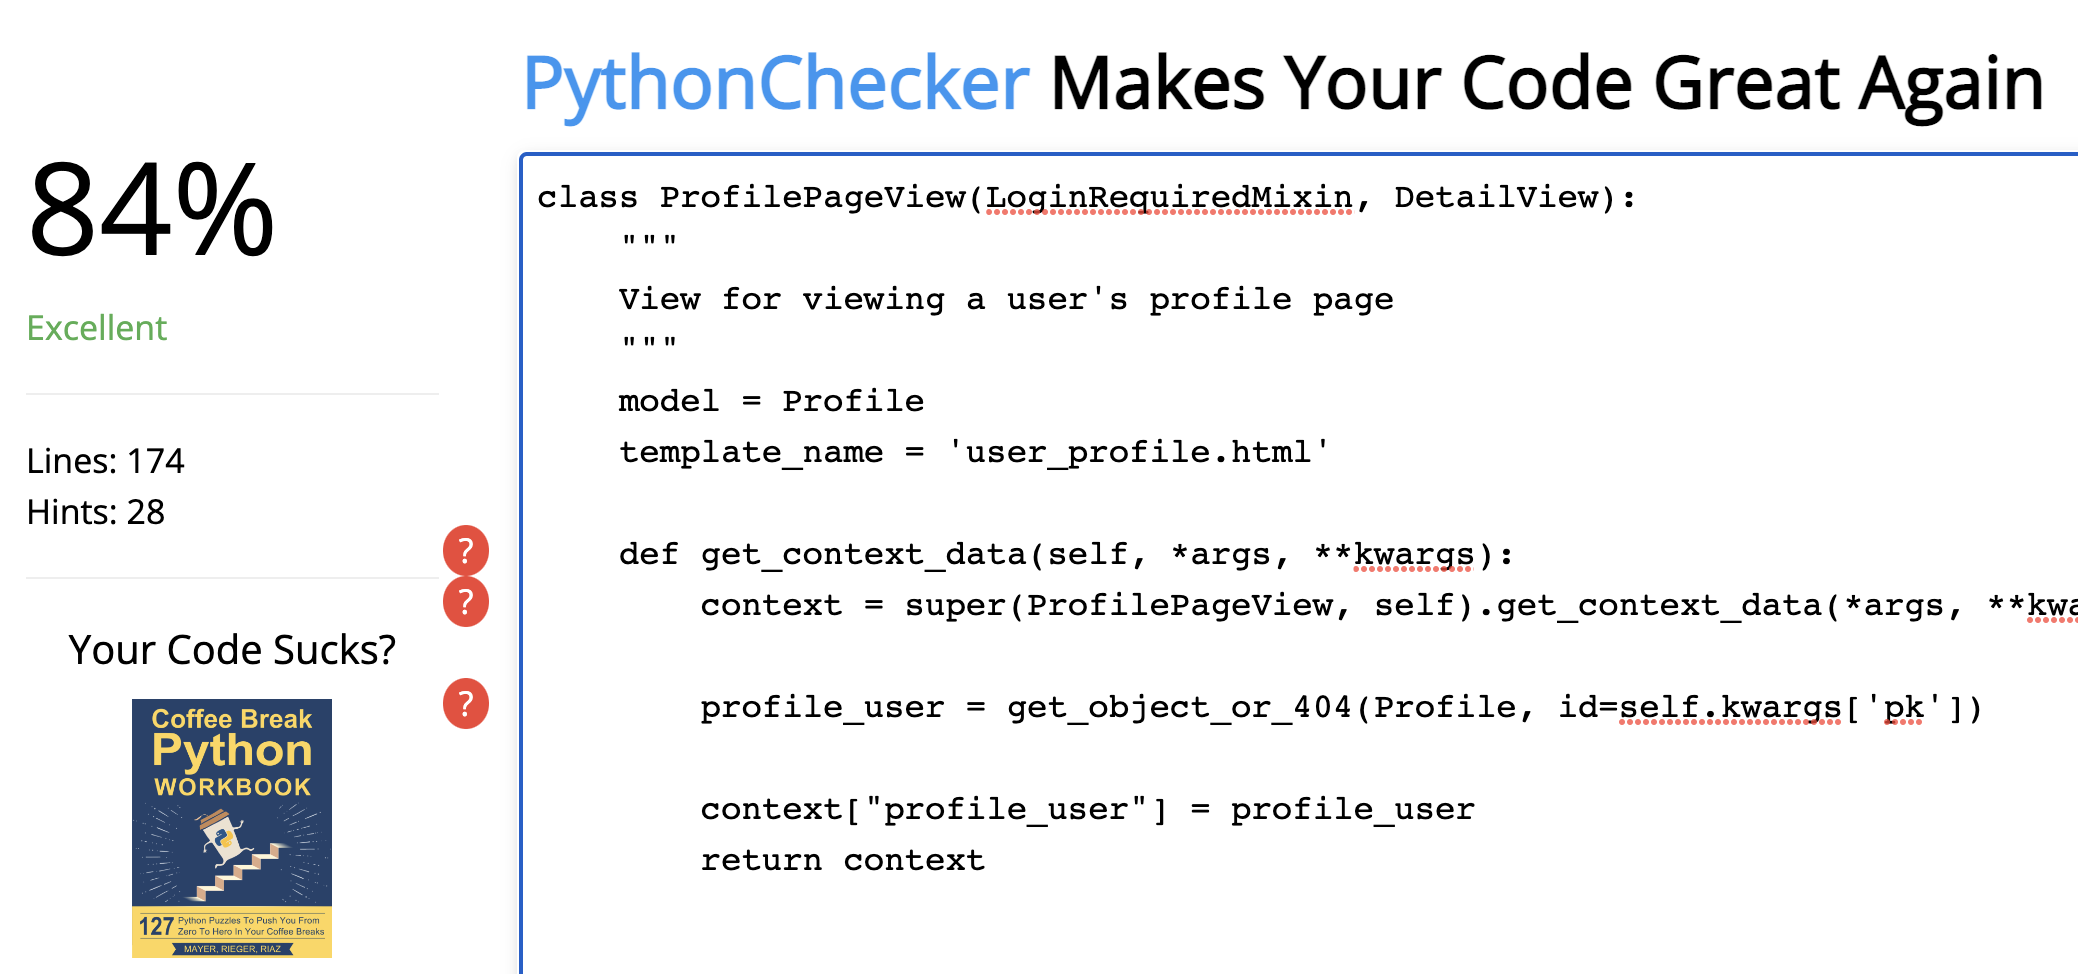 PythonChecker Makes Your Code Great Again
84%
Excellent
Lines: 174
Hints: 28
?
?
?
Your Code Sucks?
Coffee Break
Python
WORKBOOK
127
Python Puzzles To Push You From
Zero To Hero In Your Coffee Breaks
MAYER, RIEGER, RIAZ
class ProfilePageView(LoginRequiredMixin, DetailView):
"""
View for viewing a user's profile page
"""
model = Profile
template_name = 'user_profile.html'
def get_context_data(self, *args, **kwargs):
context = super(ProfilePageView, self).get_context_data(*args, **kwa
profile_user = get_object_or_404(Profile, id=self.kwargs['pk'])
context["profile_user"] = profile_user
return context